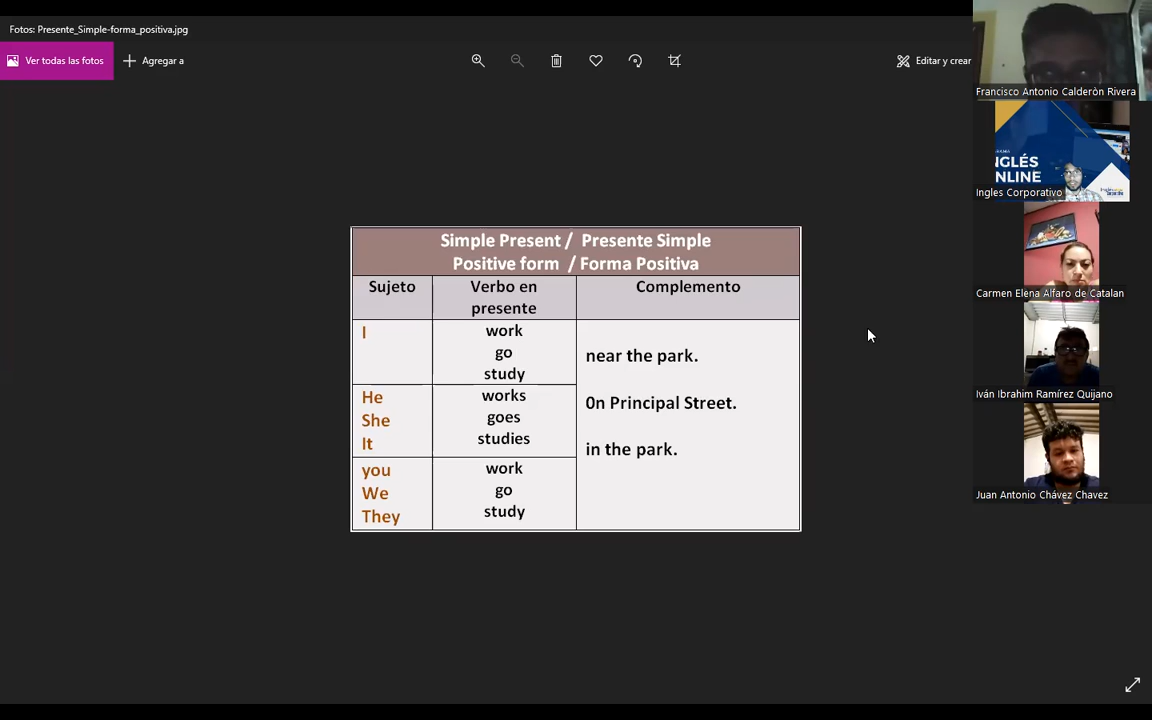 Fotos: Presente_Simple-forma_positiva.jpg
Ver todas las fotos
Agregar a
Editar y crear
Francisco Antonio Calderòn Rivera
INGLÉS
NLINE
Ingles Corporativo
Carmen Elena Alfaro de Catalan
Iván Ibrahim Ramírez Quijano
Juan Antonio Chávez Chavez
Simple Present / Presente Simple
Positive form / Forma Positiva
Sujeto
Verbo en
presente
Complemento
I
work
go
study
He
She
It
works
goes
studies
you
We
They
work
go
study
near the park.
0n Principal Street.
in the park.